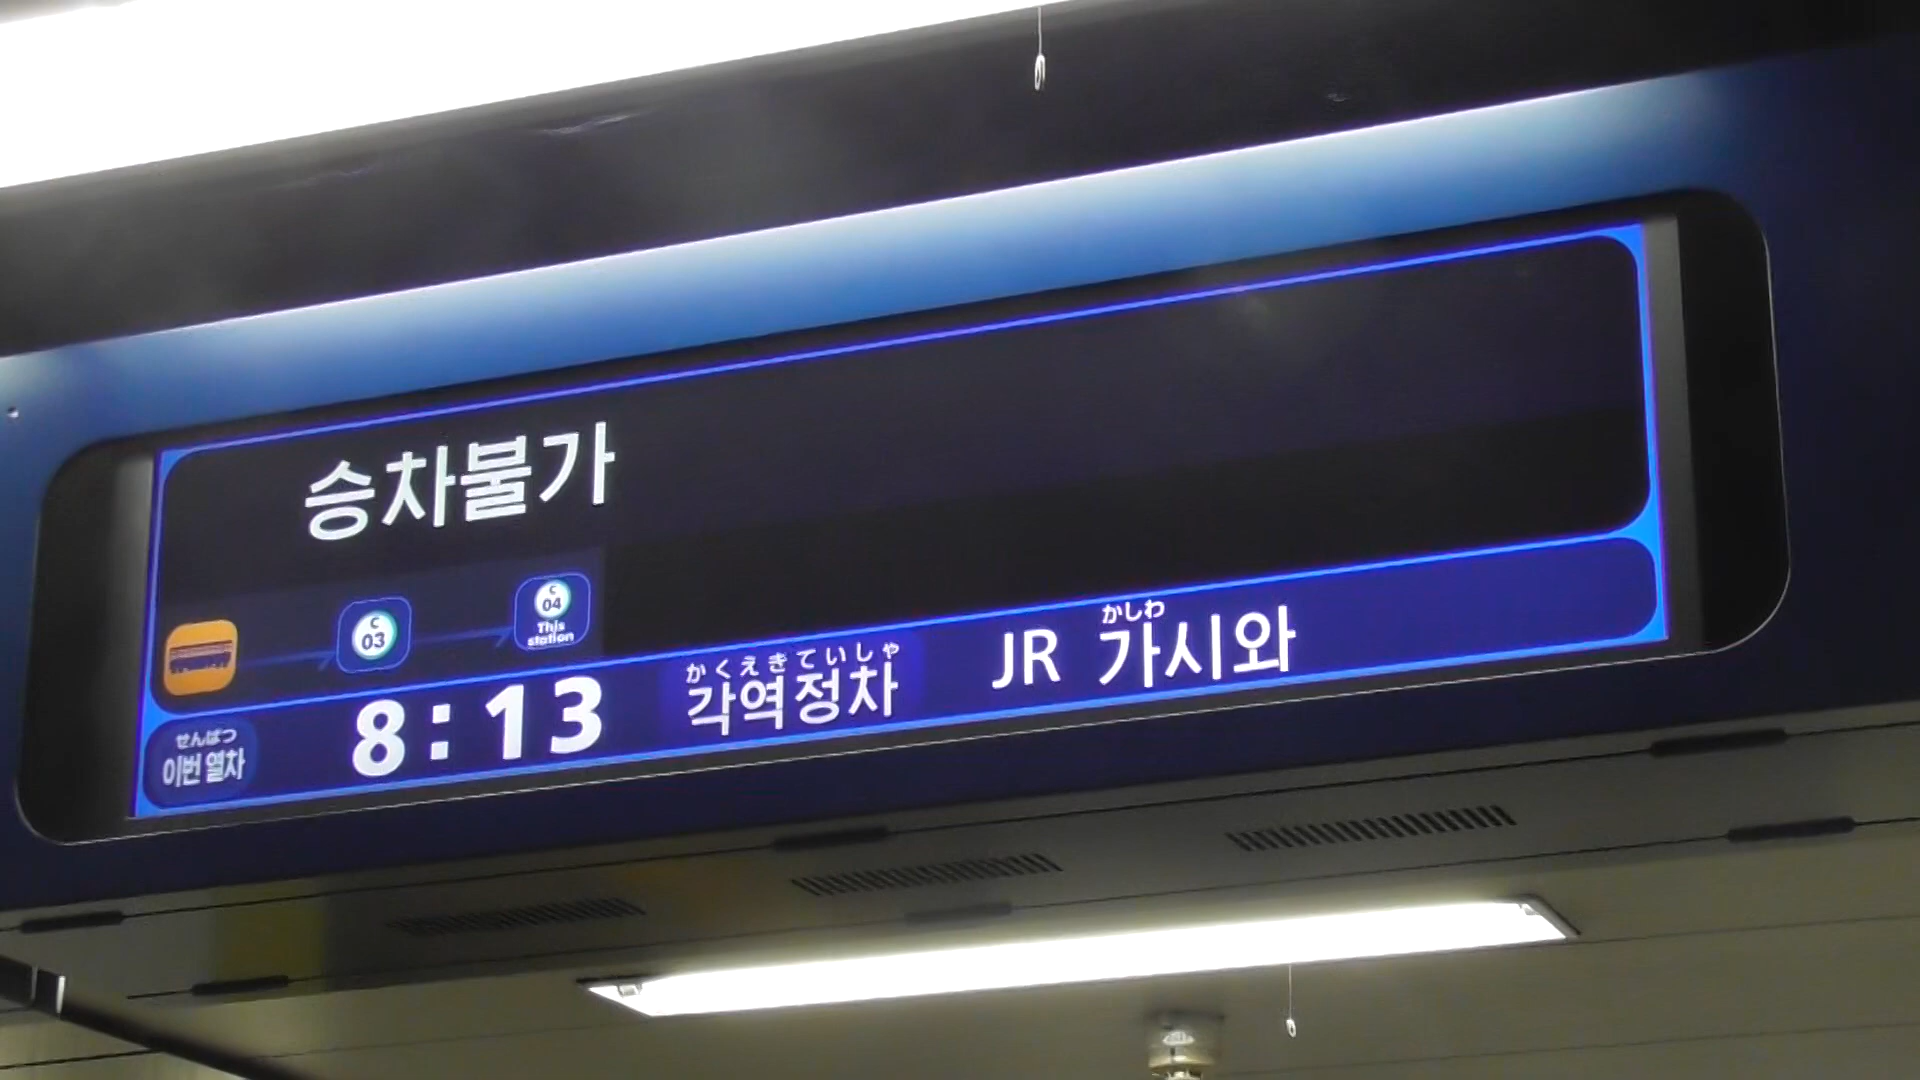 승차불가
C 03
C 04
This station
せんぱつ
이번 열차
8:13
かくえきていしゃ
각역정차
かしわ
JR 가시와